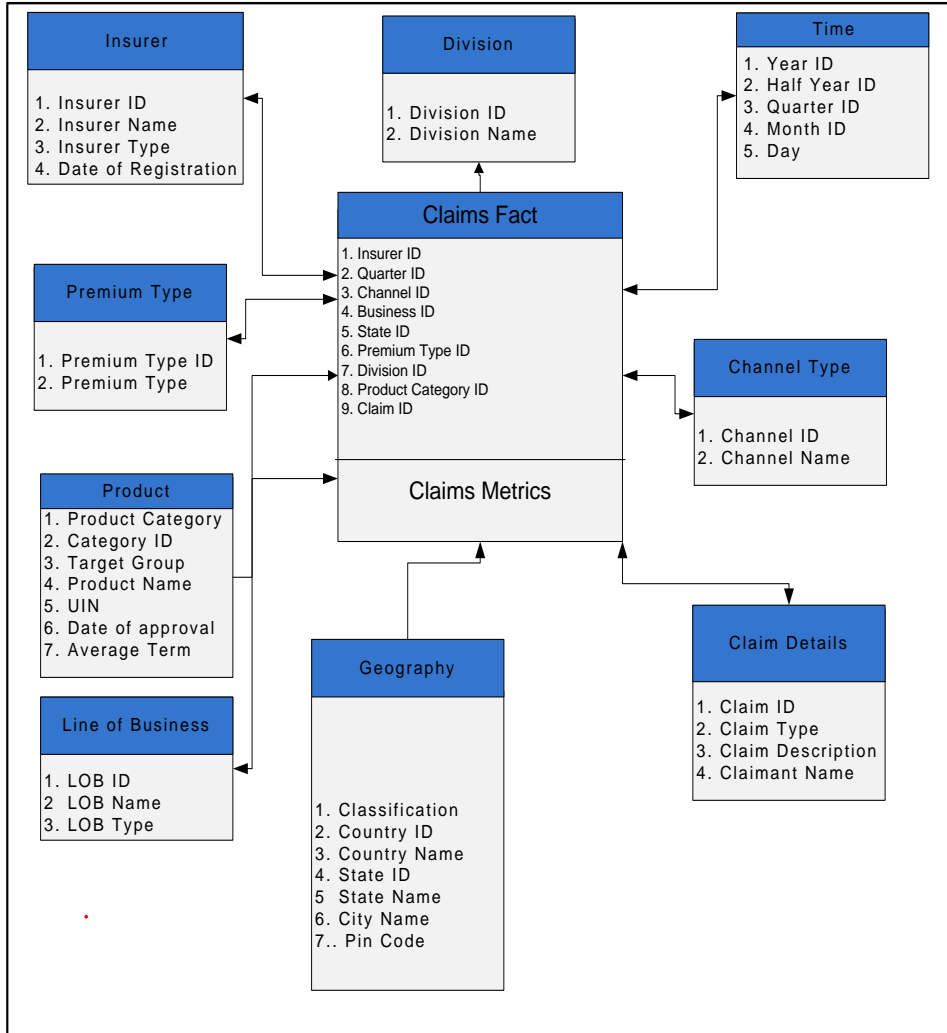 Insurer
1. Insurer ID
2. Insurer Name
3. Insurer Type
4. Date of Registration
Division
1. Division ID
2. Division Name
Time
1. Year ID
2. Half Year ID
3. Quarter ID
4. Month ID
5. Day
Claims Fact
1. Insurer ID
2. Quarter ID
3. Channel ID
4. Business ID
5. State ID
6. Premium Type ID
7. Division ID
8. Product Category ID
9. Claim ID
Claims Metrics
Premium Type
1. Premium Type ID
2. Premium Type
Channel Type
1. Channel ID
2. Channel Name
Product
1. Product Category
2. Category ID
3. Target Group
4. Product Name
5. UIN
6. Date of approval
7. Average Term
Line of Business
1. LOB ID
2 LOB Name
3. LOB Type
Geography
1. Classification
2. Country ID
3. Country Name
4. State ID
5 State Name
6. City Name
7.. Pin Code
Claim Details
1. Claim ID
2. Claim Type
3. Claim Description
4. Claimant Name